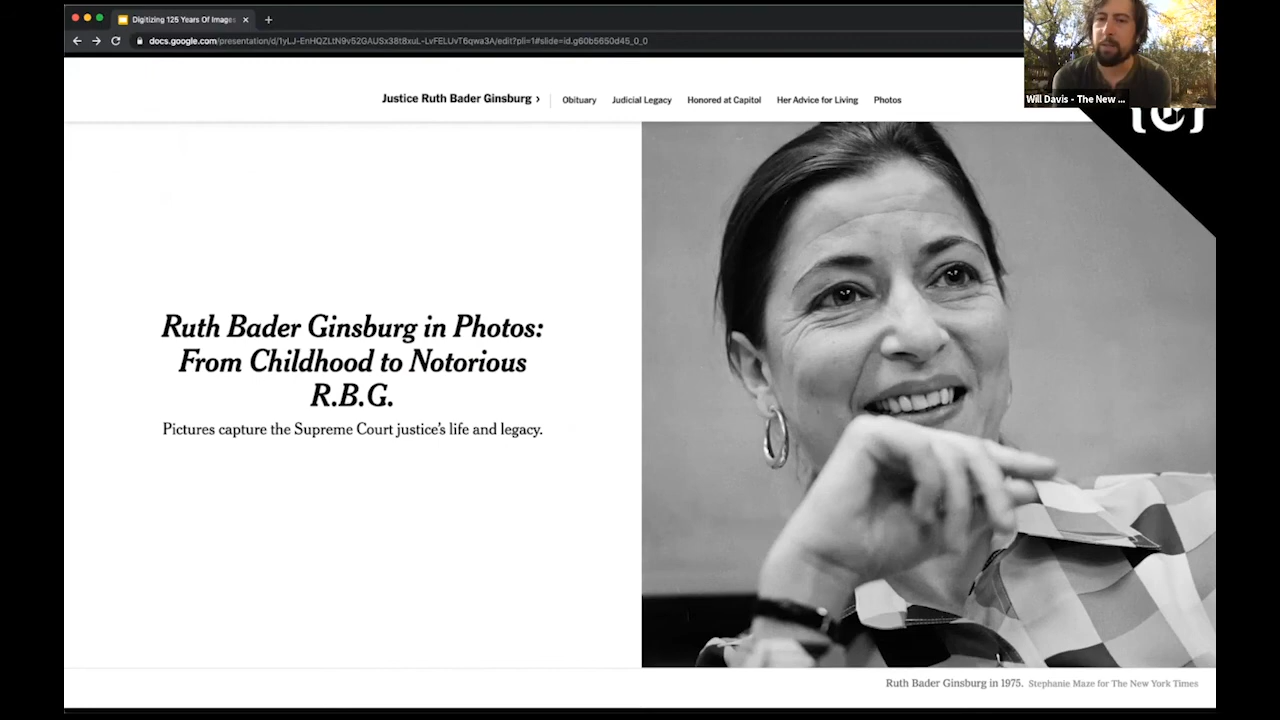 Digitizing 125 Years Of Images
docs.google.com/presentation/d/1yLJ-EnHQZLtN9v52GAUSx38t8xuL-LvFELUvT6qwa3A/edit?pli=1#slide=id.g60b5650d45_0_0
Will Davis - The New ...
Justice Ruth Bader Ginsburg › Obituary Judicial Legacy Honored at Capitol Her Advice for Living Photos
Ruth Bader Ginsburg in Photos:
From Childhood to Notorious
R.B.G.
Pictures capture the Supreme Court justice's life and legacy.
Ruth Bader Ginsburg in 1975. Stephanie Maze for The New York Times